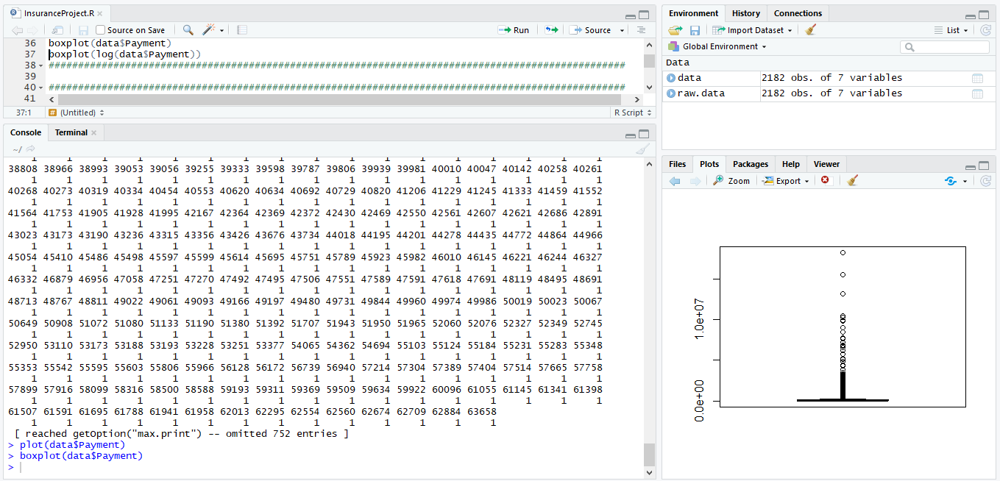 InsuranceProject.R
Source on Save Run Source
36 boxplot(data$Payment)
37 boxplot(log(data$Payment))
38 ##################################################################################################
39
40 ##################################################################################################
41
37:1 # (Untitled) R Script
Console Terminal
~/
1 1 1 1 1 1 1 1 1 1 1 1 1 1 1 1 1
38808 38966 38993 39053 39056 39255 39333 39598 39787 39806 39939 39981 40010 40047 40142 40258 40261
1 1 1 1 1 1 1 1 1 1 1 1 1 1 1 1 1
40268 40273 40319 40334 40454 40553 40620 40634 40692 40729 40820 41206 41229 41245 41333 41459 41552
1 1 1 1 1 1 1 1 1 1 1 1 1 1 1 1 1
41564 41753 41905 41928 41995 42167 42364 42369 42372 42430 42469 42550 42561 42607 42621 42686 42891
1 1 1 1 1 1 1 1 1 1 1 1 1 1 1 1 1
43023 43173 43190 43236 43315 43356 43426 43676 43734 44018 44195 44201 44278 44435 44772 44864 44966
1 1 1 1 1 1 1 1 1 1 1 1 1 1 1 1 1
45054 45410 45486 45498 45597 45599 45614 45695 45751 45789 45923 45982 46010 46145 46221 46244 46327
1 1 1 1 1 1 1 1 1 1 1 1 1 1 1 1 1
46332 46879 46956 47058 47251 47270 47492 47495 47506 47551 47589 47591 47618 47691 48119 48495 48691
1 1 1 1 1 1 1 1 1 1 1 1 1 1 1 1 1
48713 48767 48811 49022 49061 49093 49166 49197 49480 49731 49844 49960 49974 49986 50019 50023 50067
1 1 1 1 1 1 1 1 1 1 1 1 1 1 1 1 1
50649 50908 51072 51080 51133 51190 51380 51392 51707 51943 51950 51965 52060 52076 52327 52349 52745
1 1 1 1 1 1 1 1 1 1 1 1 1 1 1 1 1
52950 53110 53173 53188 53193 53228 53251 53377 54065 54362 54694 55103 55124 55184 55231 55283 55348
1 1 1 1 1 1 1 1 1 1 1 1 1 1 1 1 1
55353 55542 55595 55603 55806 55966 56128 56172 56739 56940 57214 57304 57389 57404 57514 57665 57758
1 1 1 1 1 1 1 1 1 1 1 1 1 1 1 1 1
57899 57916 58099 58316 58500 58588 59193 59311 59369 59509 59634 59922 60096 61055 61145 61341 61398
1 1 1 1 1 1 1 1 1 1 1 1 1 1 1 1 1
61507 61591 61695 61788 61941 61958 62013 62295 62554 62560 62674 62709 62884 63658
1 1 1 1 1 1 1 1 1 1 1 1 1 1
[ reached getOption("max.print") -- omitted 752 entries ]
> plot(data$Payment)
> boxplot(data$Payment)
>
Environment History Connections
Import Dataset List
Global Environment
Data
data 2182 obs. of 7 variables
raw.data 2182 obs. of 7 variables
Files Plots Packages Help Viewer
Zoom Export
1.0e+07
0.0e+00